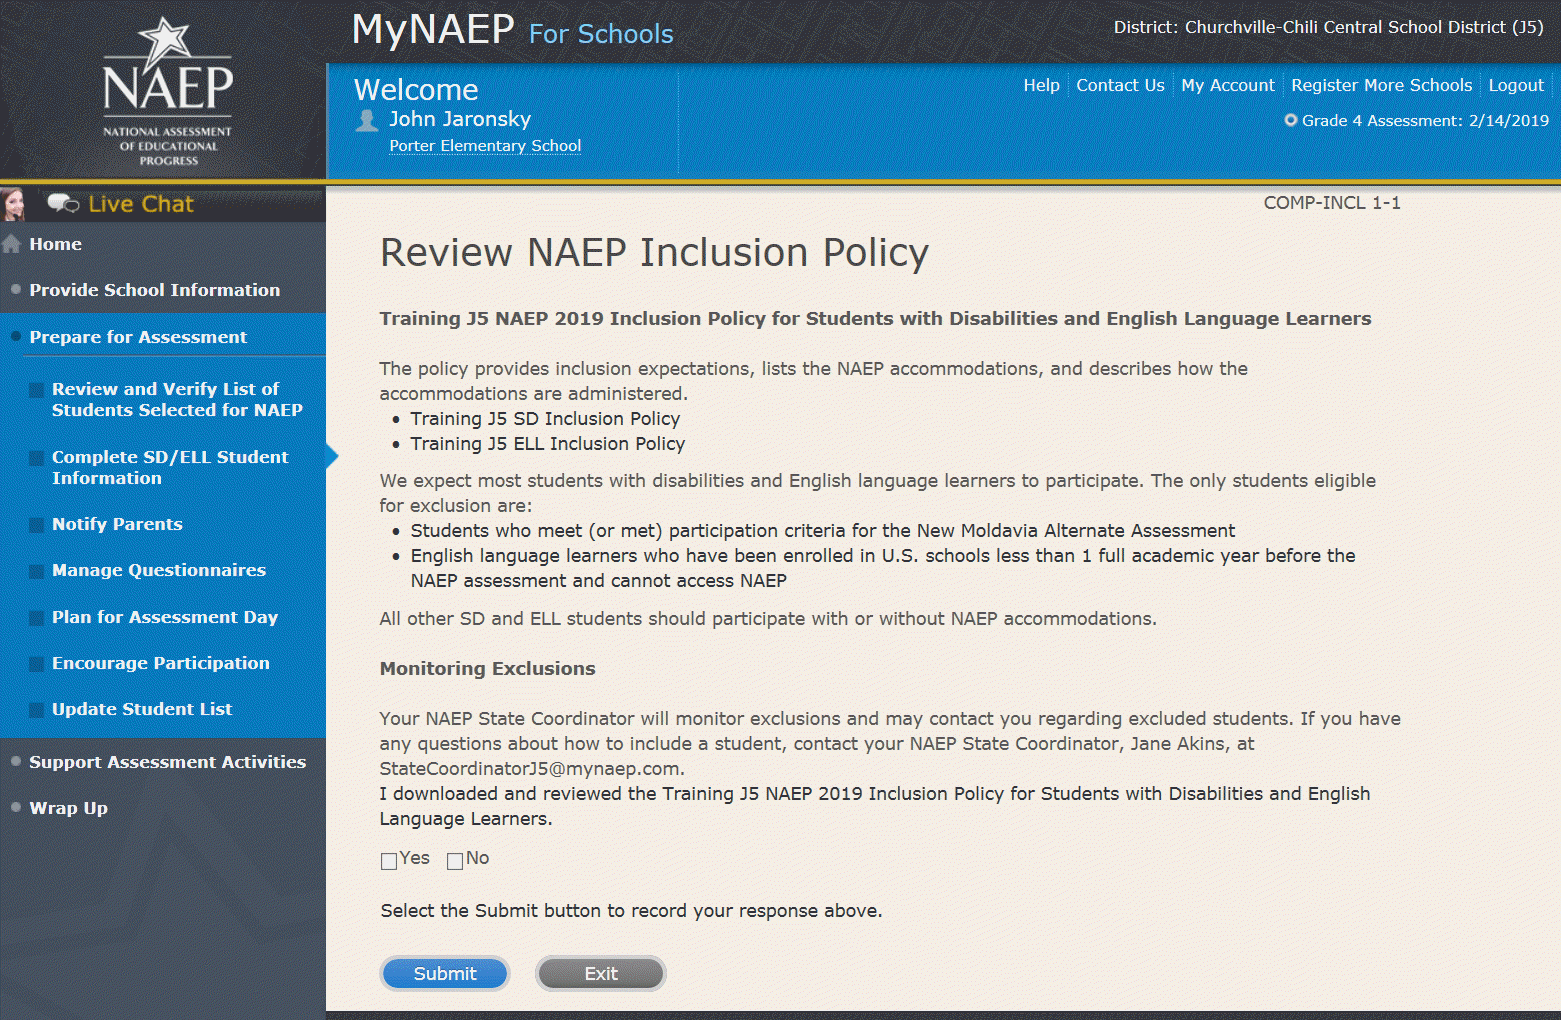 NAEP
NATIONAL ASSESSMENT
OF EDUCATIONAL
PROGRESS
MyNAEP For Schools
District: Churchville-Chili Central School District (J5)
Welcome
John Jaronsky
Porter Elementary School
Help
Contact Us
My Account
Register More Schools
Logout
Grade 4 Assessment: 2/14/2019
Live Chat
Home
Provide School Information
Prepare for Assessment
Review and Verify List of
Students Selected for NAEP
Complete SD/ELL Student
Information
Notify Parents
Manage Questionnaires
Plan for Assessment Day
Encourage Participation
Update Student List
Support Assessment Activities
Wrap Up
COMP-INCL 1-1
Review NAEP Inclusion Policy
Training J5 NAEP 2019 Inclusion Policy for Students with Disabilities and English Language Learners
The policy provides inclusion expectations, lists the NAEP accommodations, and describes how the
accommodations are administered.
• Training J5 SD Inclusion Policy
• Training J5 ELL Inclusion Policy
We expect most students with disabilities and English language learners to participate. The only students eligible
for exclusion are:
• Students who meet (or met) participation criteria for the New Moldavia Alternate Assessment
• English language learners who have been enrolled in U.S. schools less than 1 full academic year before the
NAEP assessment and cannot access NAEP
All other SD and ELL students should participate with or without NAEP accommodations.
Monitoring Exclusions
Your NAEP State Coordinator will monitor exclusions and may contact you regarding excluded students. If you have
any questions about how to include a student, contact your NAEP State Coordinator, Jane Akins, at
StateCoordinatorJ5@mynaep.com.
I downloaded and reviewed the Training J5 NAEP 2019 Inclusion Policy for Students with Disabilities and English
Language Learners.
Yes No
Select the Submit button to record your response above.
Submit
Exit